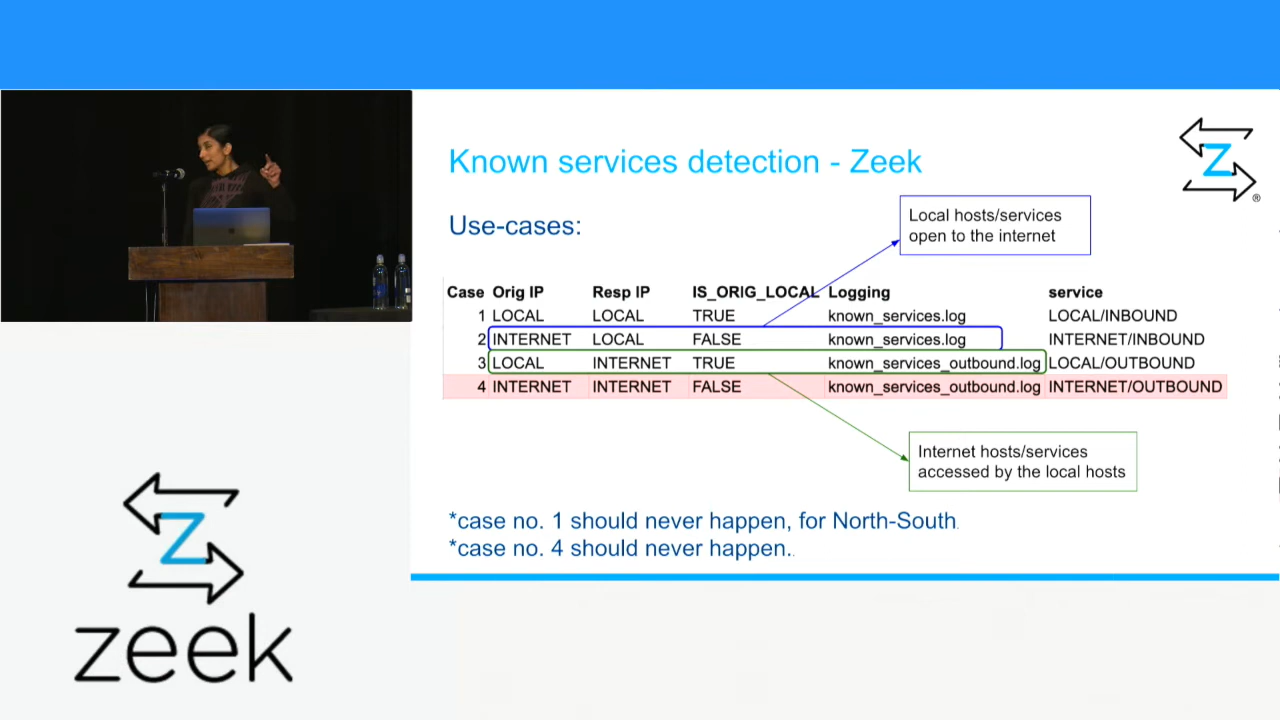 Known services detection - Zeek
Z
®
Use-cases:
Local hosts/services
open to the internet
Case Orig IP Resp IP IS_ORIG_LOCAL Logging service
1 LOCAL LOCAL TRUE known_services.log LOCAL/INBOUND
2 INTERNET LOCAL FALSE known_services.log INTERNET/INBOUND
3 LOCAL INTERNET TRUE known_services_outbound.log LOCAL/OUTBOUND
4 INTERNET INTERNET FALSE known_services_outbound.log INTERNET/OUTBOUND
Internet hosts/services
accessed by the local hosts
*case no. 1 should never happen, for North-South.
*case no. 4 should never happen..
Z
zeek